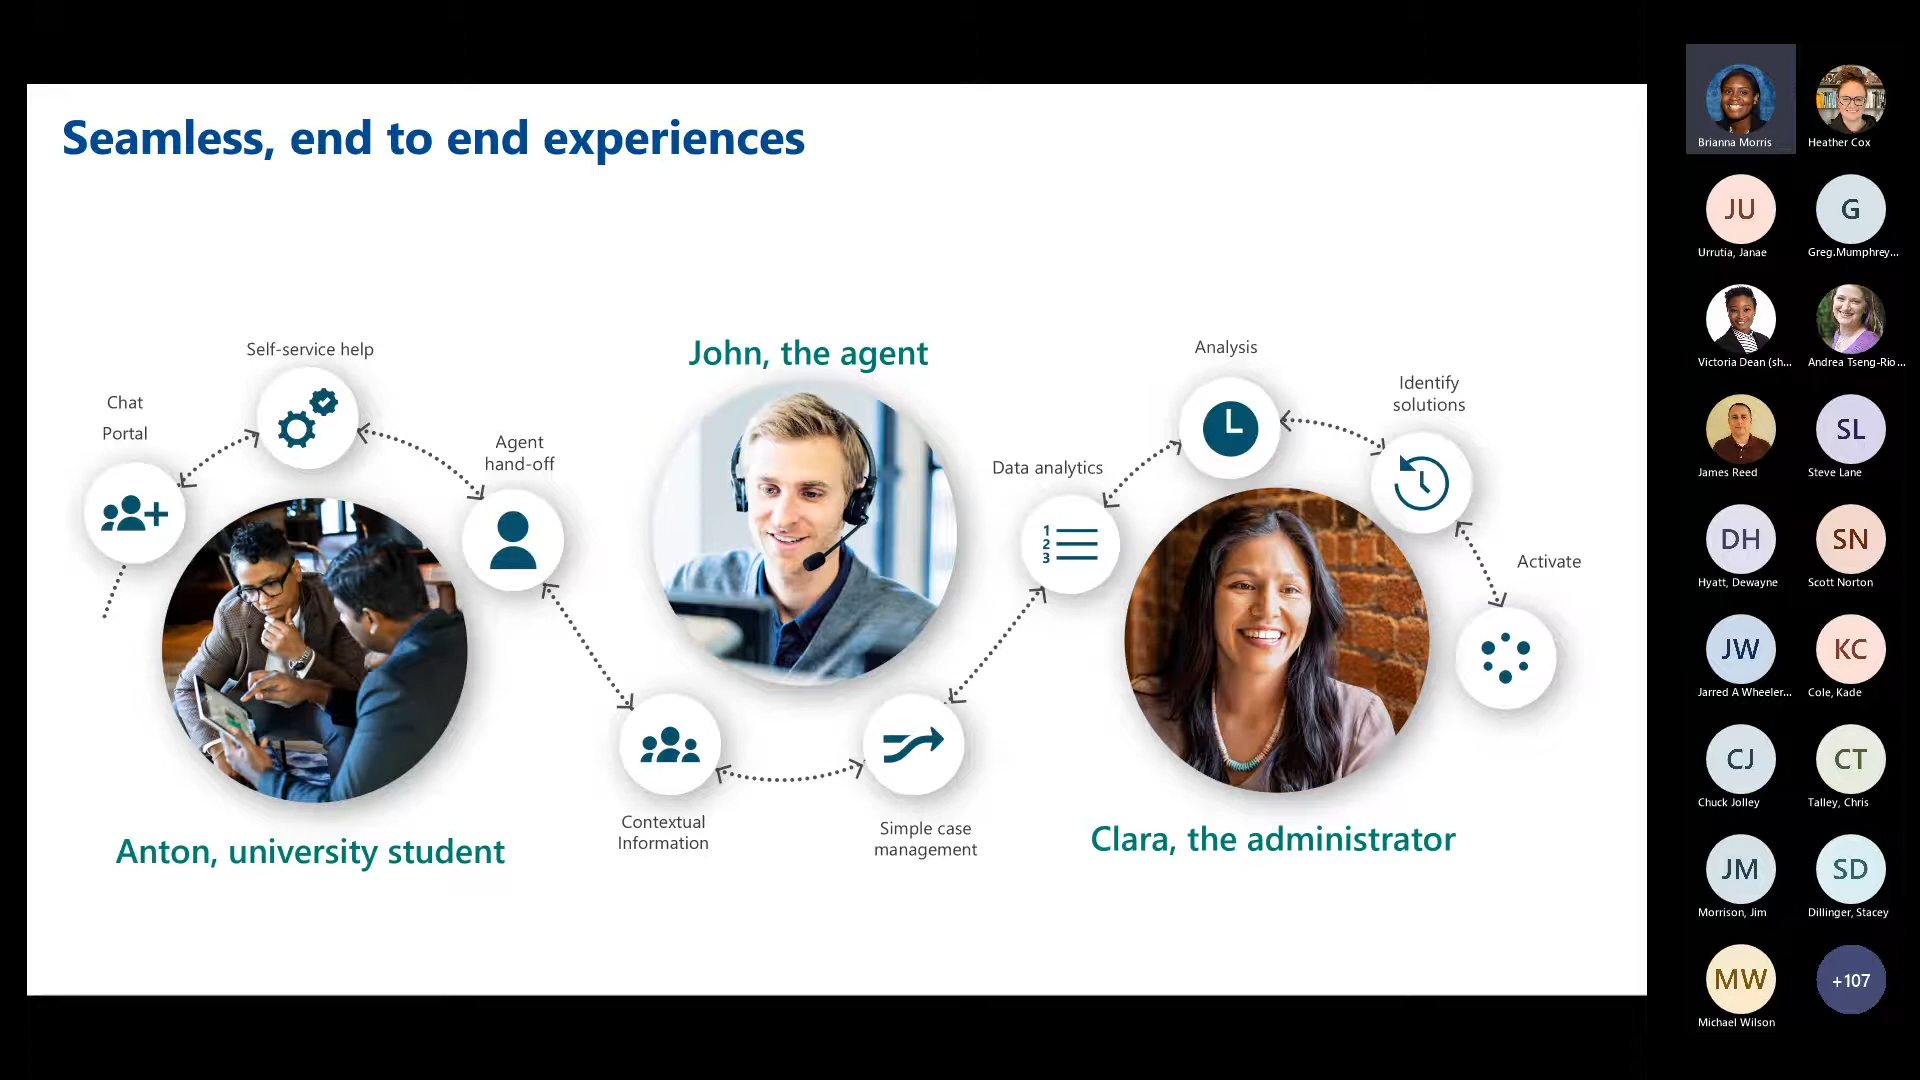 Seamless, end to end experiences
Chat
Portal
Self-service help
Agent
hand-off
Anton, university student
John, the agent
Contextual
Information
Simple case
management
Data analytics
Analysis
Identify
solutions
Activate
1
2
3
Clara, the administrator
Brianna Morris
Heather Cox
JU
Urrutia, Janae
G
Greg.Mumphrey...
Victoria Dean (sh...
Andrea Tseng-Rio...
James Reed
SL
Steve Lane
DH
Hyatt, Dewayne
SN
Scott Norton
JW
Jarred A Wheeler...
KC
Cole, Kade
CJ
Chuck Jolley
CT
Talley, Chris
JM
Morrison, Jim
SD
Dillinger, Stacey
MW
Michael Wilson
+107